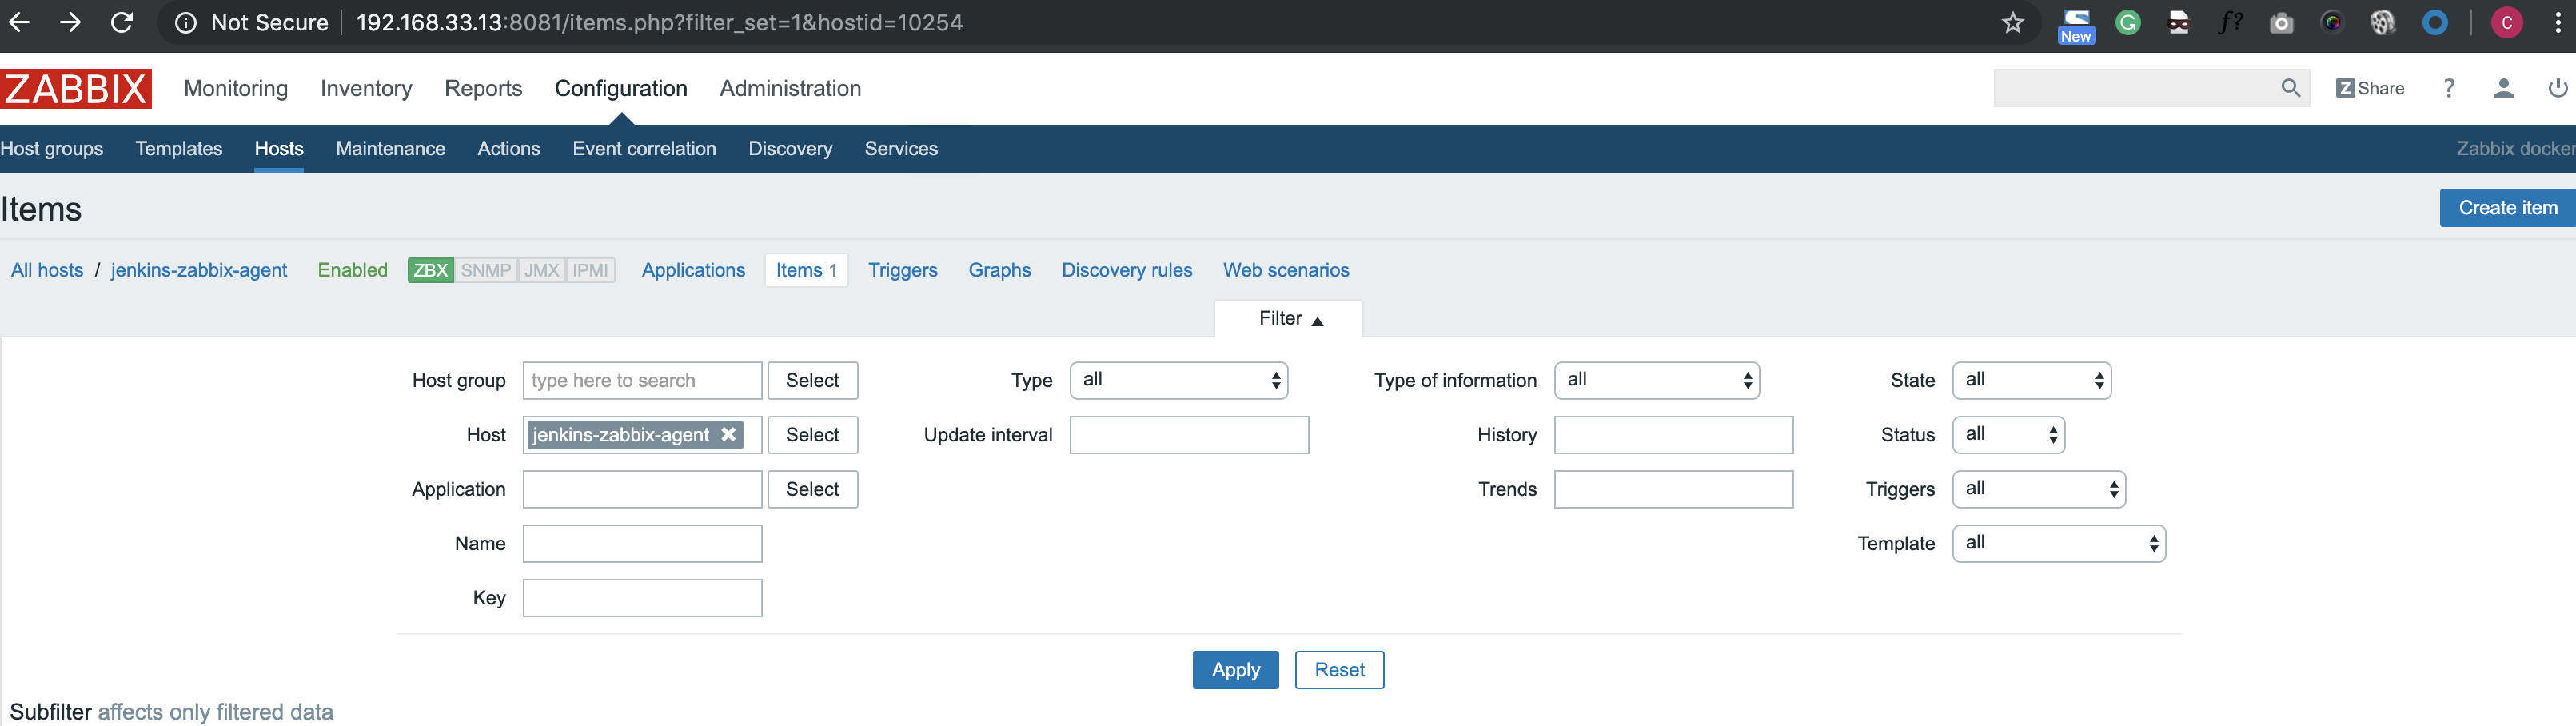 Not Secure | 192.168.33.13:8081/items.php?filter_set=1&hostid=10254 New G f? C
ZABBIX Monitoring Inventory Reports Configuration Administration Z Share ?
Host groups Templates Hosts Maintenance Actions Event correlation Discovery Services Zabbix docker
Items Create item
All hosts / jenkins-zabbix-agent Enabled ZBX SNMP JMX IPMI Applications Items 1 Triggers Graphs Discovery rules Web scenarios
Filter ▲
Host group type here to search Select Type all Type of information all State all
Host jenkins-zabbix-agent ✖ Select Update interval History Status all
Application Select Trends Triggers all
Name Template all
Key
Apply Reset
Subfilter affects only filtered data